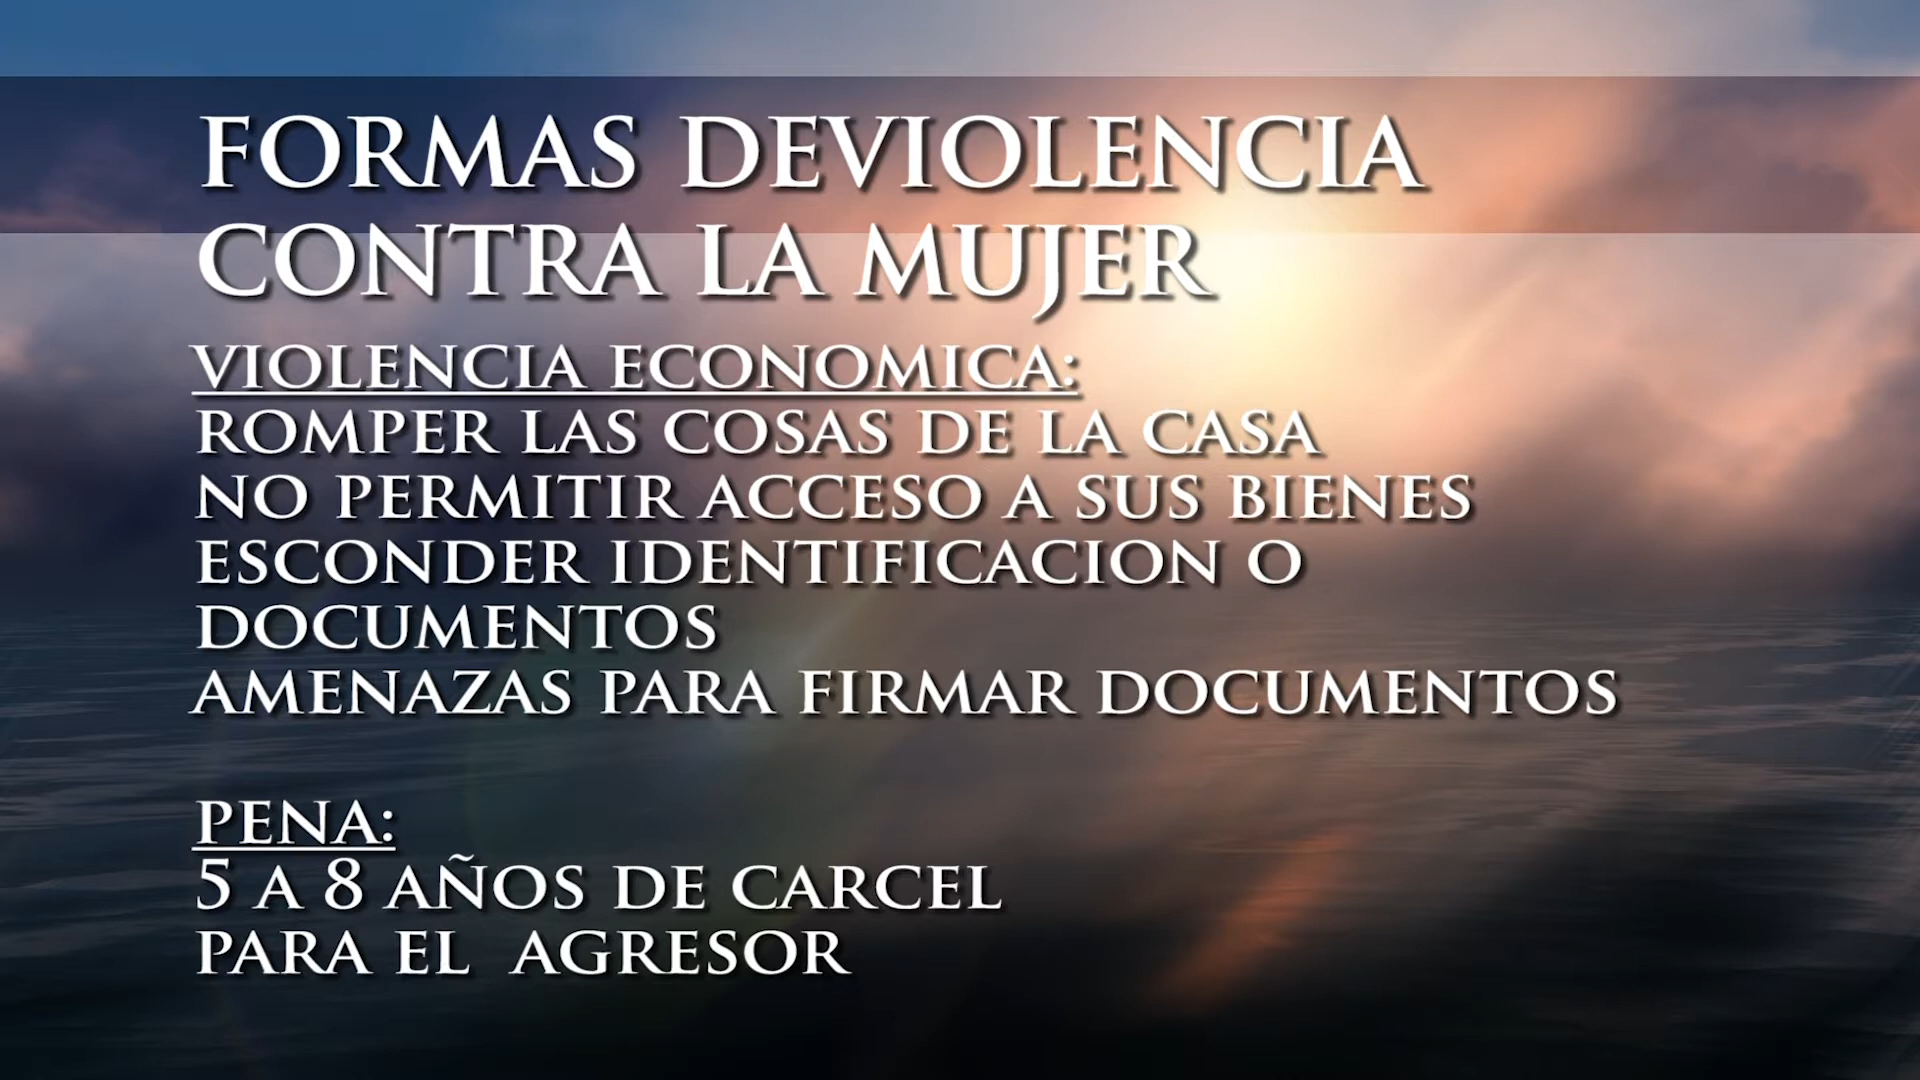 FORMAS DEVIOLENCIA
CONTRA LA MUJER
VIOLENCIA ECONOMICA:
ROMPER LAS COSAS DE LA CASA
NO PERMITIR ACCESO A SUS BIENES
ESCONDER IDENTIFICACION O
DOCUMENTOS
AMENAZAS PARA FIRMAR DOCUMENTOS
PENA:
5 A 8 AÑOS DE CARCEL
PARA EL  AGRESOR